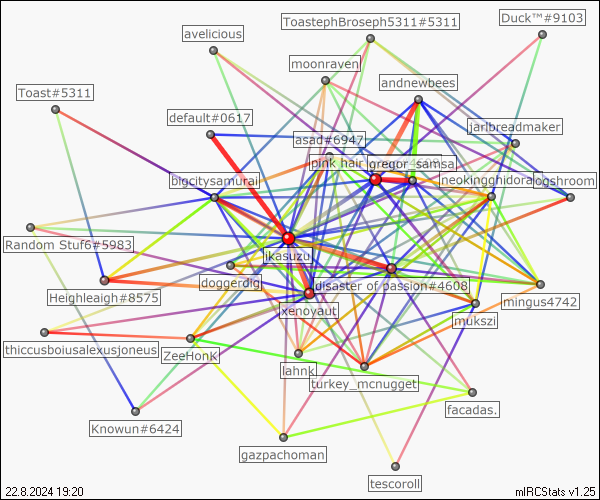 avelicious
ToastephBroseph5311#5311
Duck™#9103
moonraven
andnewbees
Toast#5311
default#0617
jarlbreadmaker
asad#6947
pink hair
gregor_samsa
bigcitysamurai
neokingghidora
ogshroom
Random Stuf6#5983
ikasuzu
doggerdig
disaster of passion#4608
Heighleaigh#8575
mingus4742
xenoyaut
mukszi
thiccusboiusalexusjoneus
ZeeHonk
lahnk
turkey_mcnugget
facadas.
Knowun#6424
gazpachoman
tescoroll
22.8.2024 19:20
mIRCStats v1.25